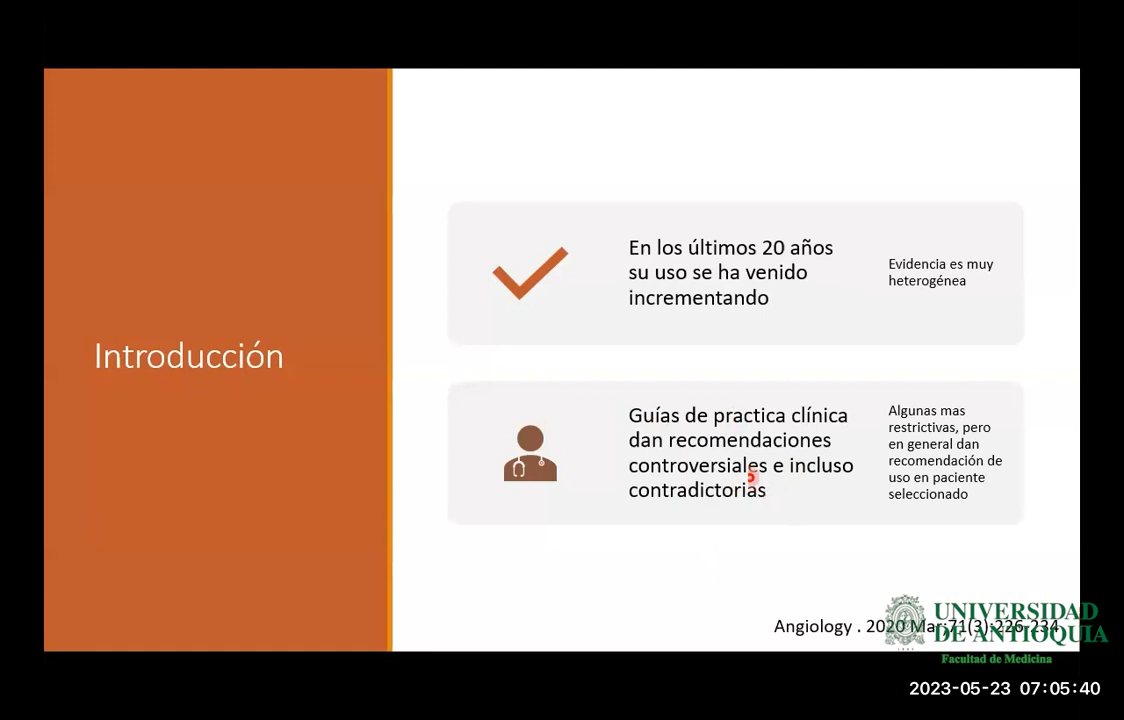 Introducción
En los últimos 20 años
su uso se ha venido
incrementando
Evidencia es muy
heterogénea
Guías de practica clínica
dan recomendaciones
controversiales e incluso
contradictorias
Algunas mas
restrictivas, pero
en general dan
recomendación de
uso en paciente
seleccionado
Angiology . 2020 Mar;71(3):226-234
UNIVERSIDAD
DE ANTIOQUIA
Facultad de Medicina
2023-05-23 07:05:40